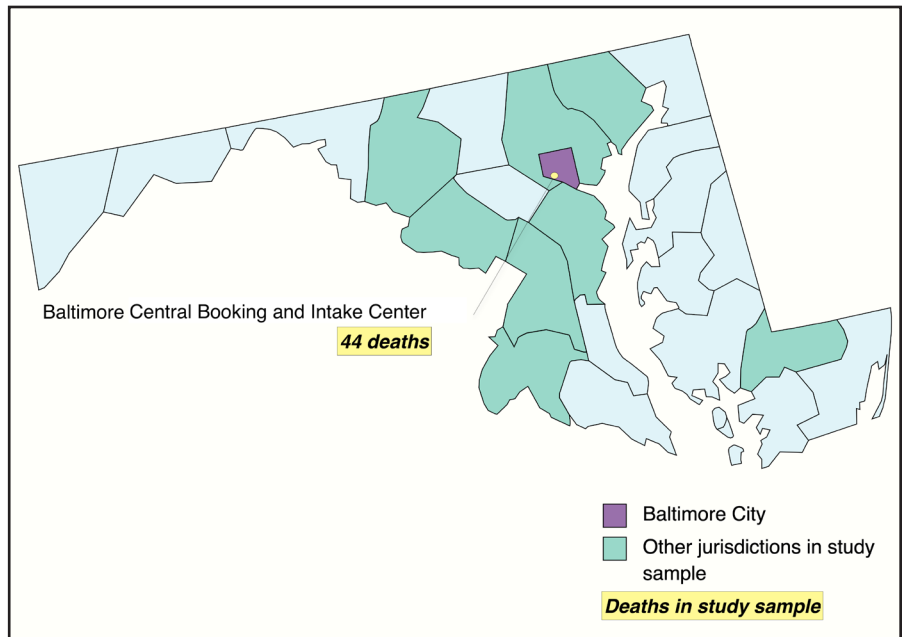 Baltimore Central Booking and Intake Center
44 deaths
Baltimore City
Other jurisdictions in study
sample
Deaths in study sample